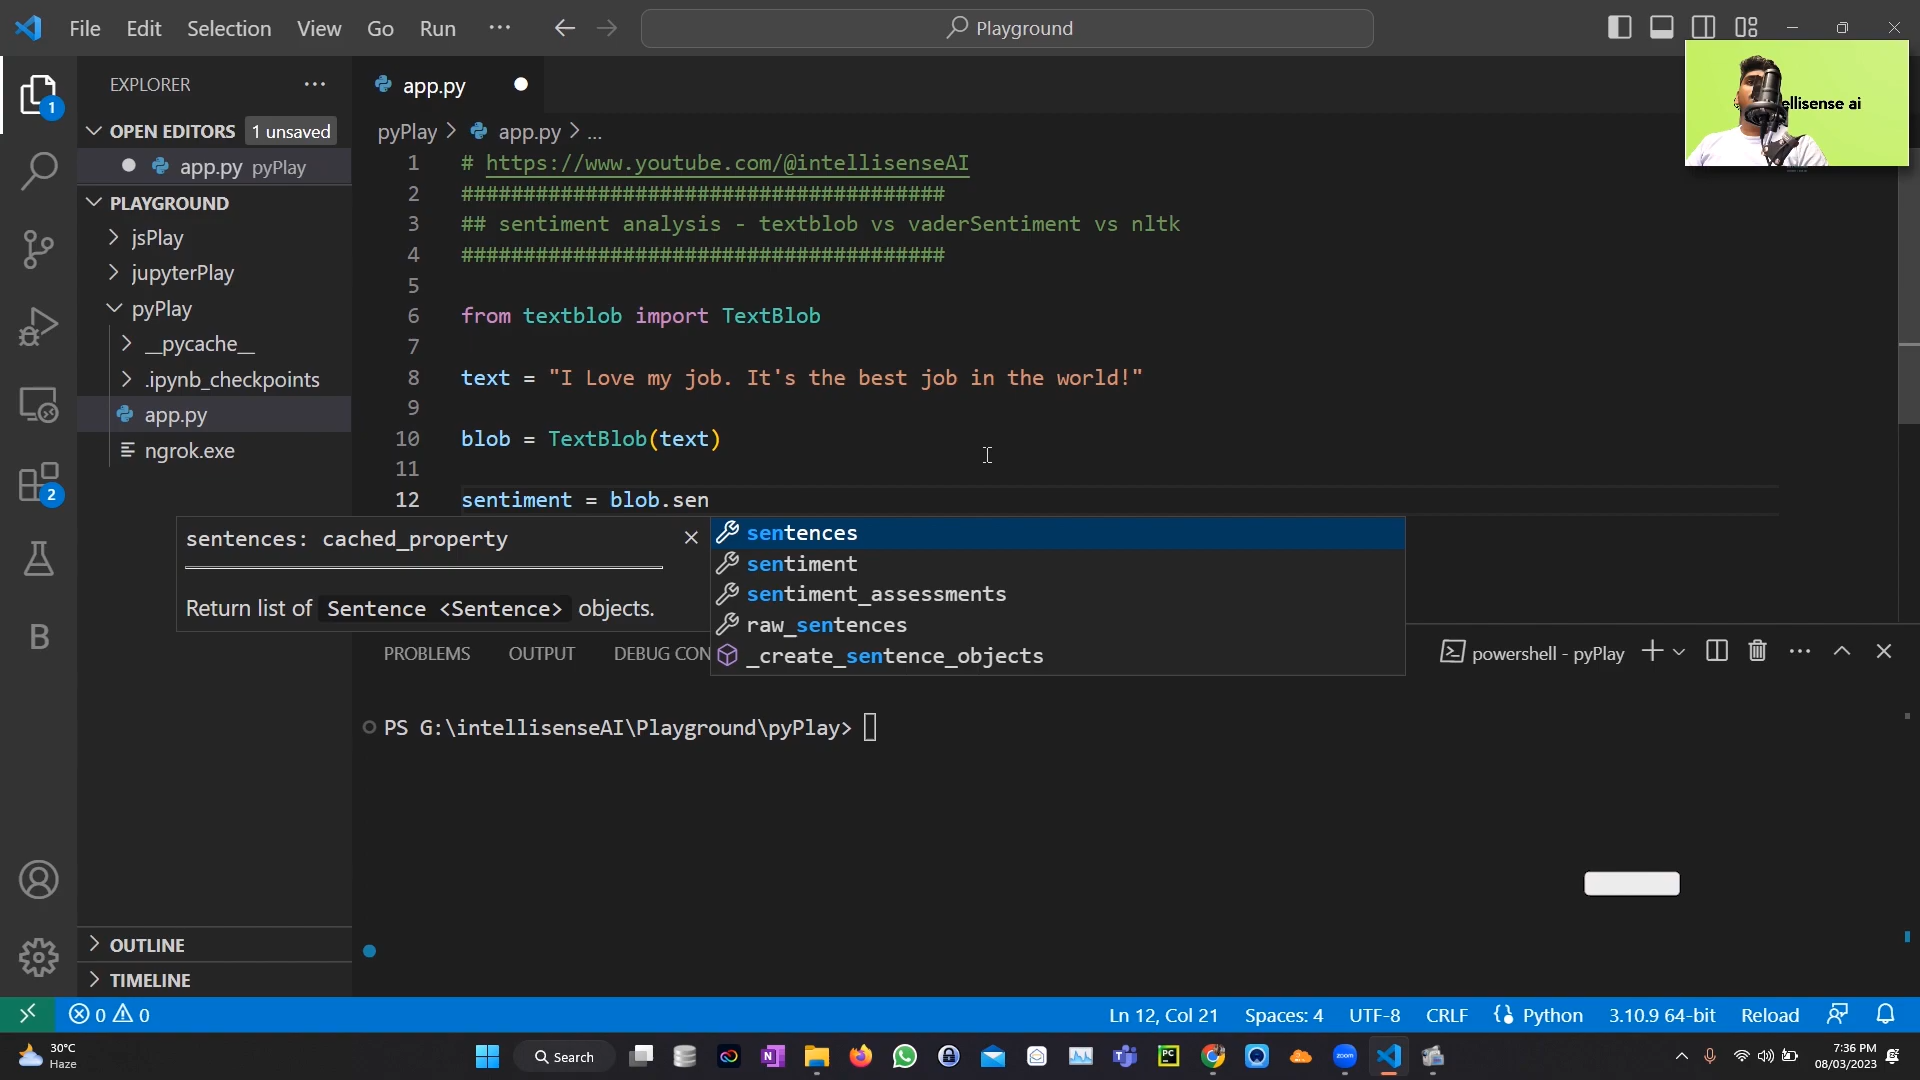 File Edit Selection View Go Run ···
Playground
EXPLORER
OPEN EDITORS 1 unsaved
app.py pyPlay
PLAYGROUND
jsPlay
jupyterPlay
pyPlay
__pycache__
.ipynb_checkpoints
app.py
ngrok.exe
OUTLINE
TIMELINE
1
2
B
app.py
pyPlay > app.py > ...
ellisense ai
1 # https://www.youtube.com/@intellisenseAI
2 #######################################
3 ## sentiment analysis - textblob vs vaderSentiment vs nltk
4 #######################################
5
6 from textblob import TextBlob
7
8 text = "I Love my job. It's the best job in the world!"
9
10 blob = TextBlob(text)
11
12 sentiment = blob.sen
sentences: cached_property
Return list of Sentence <Sentence> objects.
sentences
sentiment
sentiment_assessments
raw_sentences
_create_sentence_objects
PROBLEMS OUTPUT DEBUG CON
powershell - pyPlay
PS G:\intellisenseAI\Playground\pyPlay>
0 0
Ln 12, Col 21 Spaces: 4 UTF-8 CRLF Python 3.10.9 64-bit Reload
30°C
Haze
Search
N
PC
zoom
7:36 PM
08/03/2023